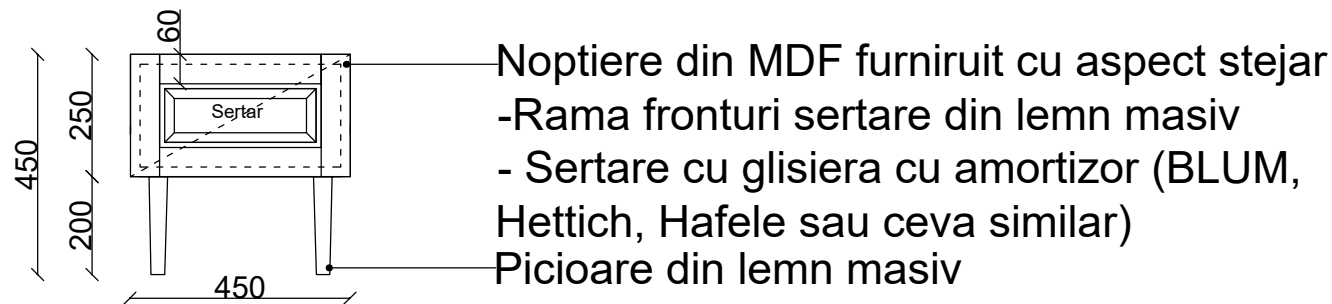 60
Noptiere din MDF furniruit cu aspect stejar
250
Sertar
-Rama fronturi sertare din lemn masiv
450
- Sertare cu glisiera cu amortizor (BLUM,
200
Hettich, Hafele sau ceva similar)
Picioare din lemn masiv
450